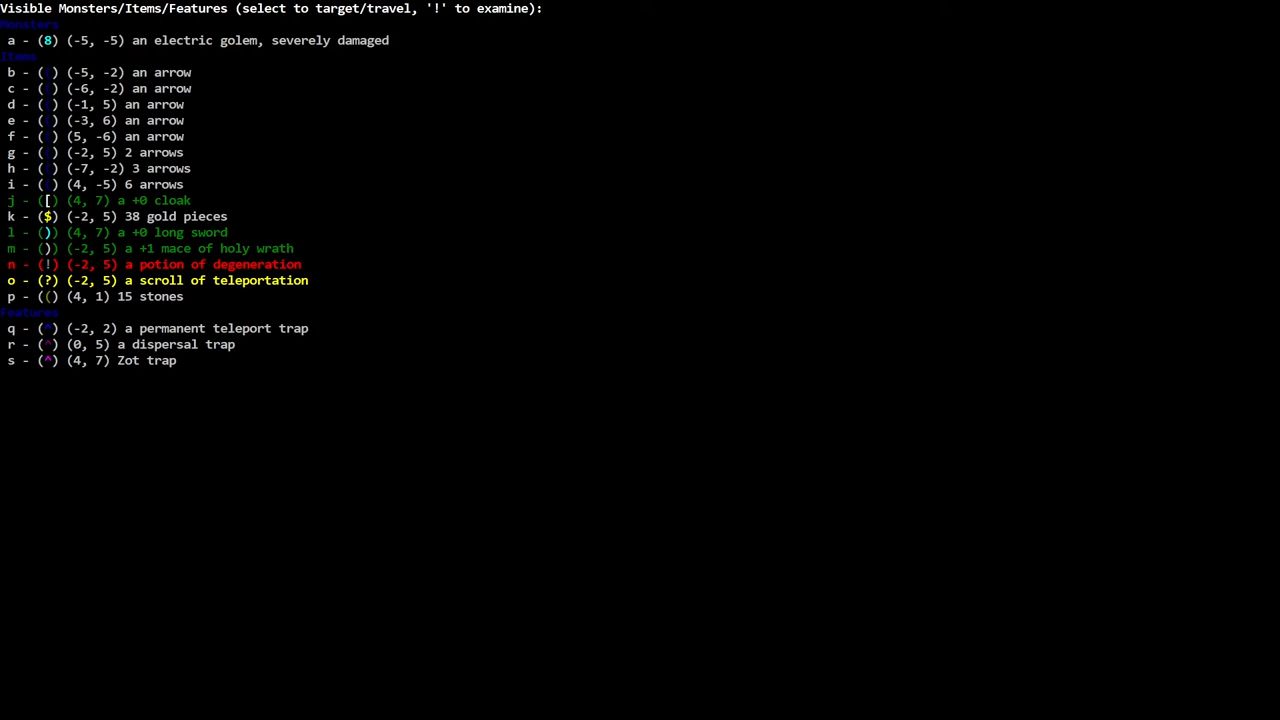 Visible Monsters/Items/Features (select to target/travel, '!' to examine):
Monsters
a - (8) (-5, -5) an electric golem, severely damaged
Items
b - (() (-5, -2) an arrow
c - (() (-6, -2) an arrow
d - (() (-1, 5) an arrow
e - (() (-3, 6) an arrow
f - (() (5, -6) an arrow
g - (() (-2, 5) 2 arrows
h - (() (-7, -2) 3 arrows
i - (() (4, -5) 6 arrows
j - ([) (4, 7) a +0 cloak
k - ($) (-2, 5) 38 gold pieces
l - ()) (4, 7) a +0 long sword
m - ()) (-2, 5) a +1 mace of holy wrath
n - (!) (-2, 5) a potion of degeneration
o - (?) (-2, 5) a scroll of teleportation
p - (() (4, 1) 15 stones
Features
q - (^) (-2, 2) a permanent teleport trap
r - (^) (0, 5) a dispersal trap
s - (^) (4, 7) Zot trap